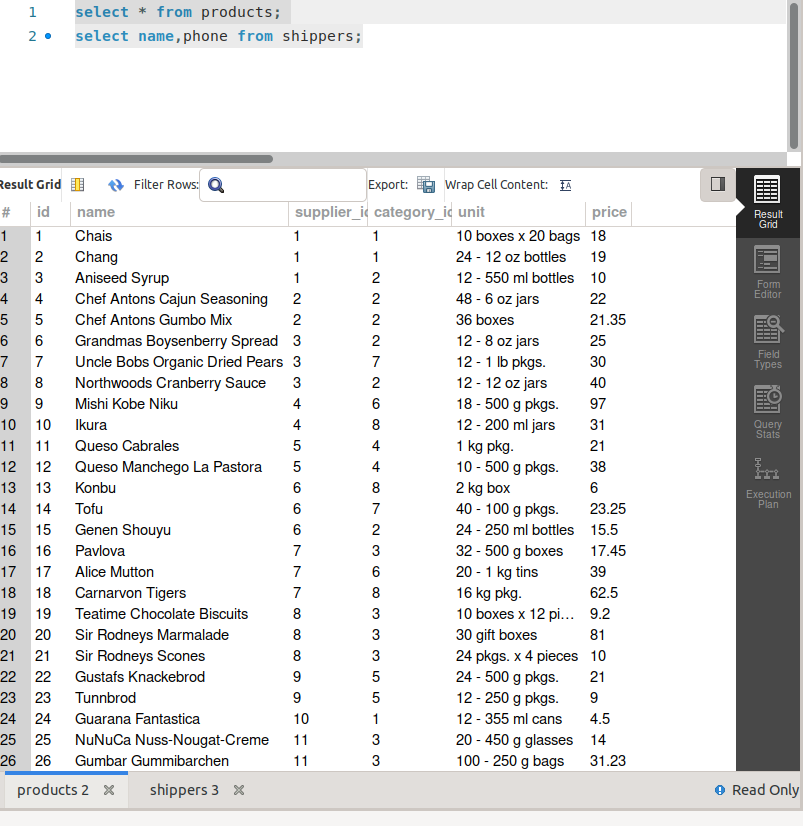 1 select * from products;
2 select name,phone from shippers;
Result Grid Filter Rows: Export: Wrap Cell Content:
# id name supplier_id category_id unit price
1 1 Chais 1 1 10 boxes x 20 bags 18
2 2 Chang 1 1 24 - 12 oz bottles 19
3 3 Aniseed Syrup 1 2 12 - 550 ml bottles 10
4 4 Chef Antons Cajun Seasoning 2 2 48 - 6 oz jars 22
5 5 Chef Antons Gumbo Mix 2 2 36 boxes 21.35
6 6 Grandmas Boysenberry Spread 3 2 12 - 8 oz jars 25
7 7 Uncle Bobs Organic Dried Pears 3 7 12 - 1 lb pkgs. 30
8 8 Northwoods Cranberry Sauce 3 2 12 - 12 oz jars 40
9 9 Mishi Kobe Niku 4 6 18 - 500 g pkgs. 97
10 10 Ikura 4 8 12 - 200 ml jars 31
11 11 Queso Cabrales 5 4 1 kg pkg. 21
12 12 Queso Manchego La Pastora 5 4 10 - 500 g pkgs. 38
13 13 Konbu 6 8 2 kg box 6
14 14 Tofu 6 7 40 - 100 g pkgs. 23.25
15 15 Genen Shouyu 6 2 24 - 250 ml bottles 15.5
16 16 Pavlova 7 3 32 - 500 g boxes 17.45
17 17 Alice Mutton 7 6 20 - 1 kg tins 39
18 18 Carnarvon Tigers 7 8 16 kg pkg. 62.5
19 19 Teatime Chocolate Biscuits 8 3 10 boxes x 12 pi... 9.2
20 20 Sir Rodneys Marmalade 8 3 30 gift boxes 81
21 21 Sir Rodneys Scones 8 3 24 pkgs. x 4 pieces 10
22 22 Gustafs Knackebrod 9 5 24 - 500 g pkgs. 21
23 23 Tunnbrod 9 5 12 - 250 g pkgs. 9
24 24 Guarana Fantastica 10 1 12 - 355 ml cans 4.5
25 25 NuNuCa Nuss-Nougat-Creme 11 3 20 - 450 g glasses 14
26 26 Gumbar Gummibarchen 11 3 100 - 250 g bags 31.23
Result
Grid
Form
Editor
Field
Types
Query
Stats
Execution
Plan
products 2 shippers 3 Read Only